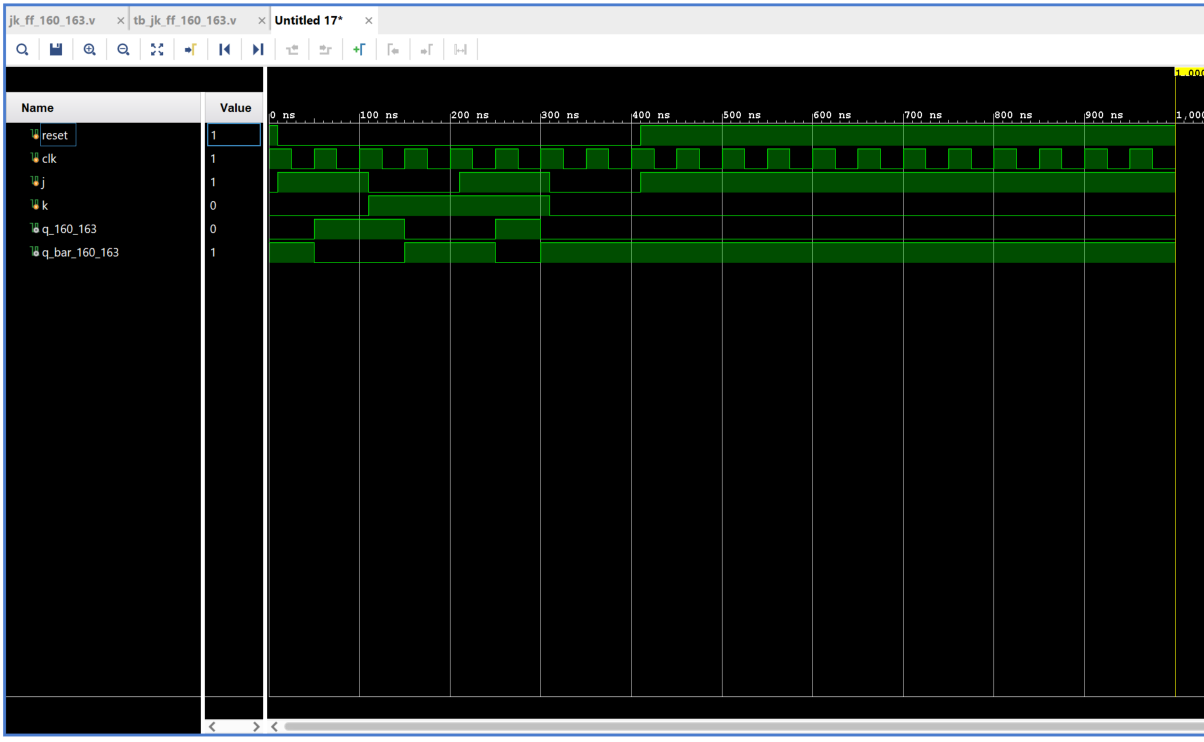 jk_ff_160_163.v × tb_jk_ff_160_163.v × Untitled 17* ×
1,000
Name Value
0 ns 100 ns 200 ns 300 ns 400 ns 500 ns 600 ns 700 ns 800 ns 900 ns 1,000
reset 1
clk 1
j 1
k 0
q_160_163 0
q_bar_160_163 1